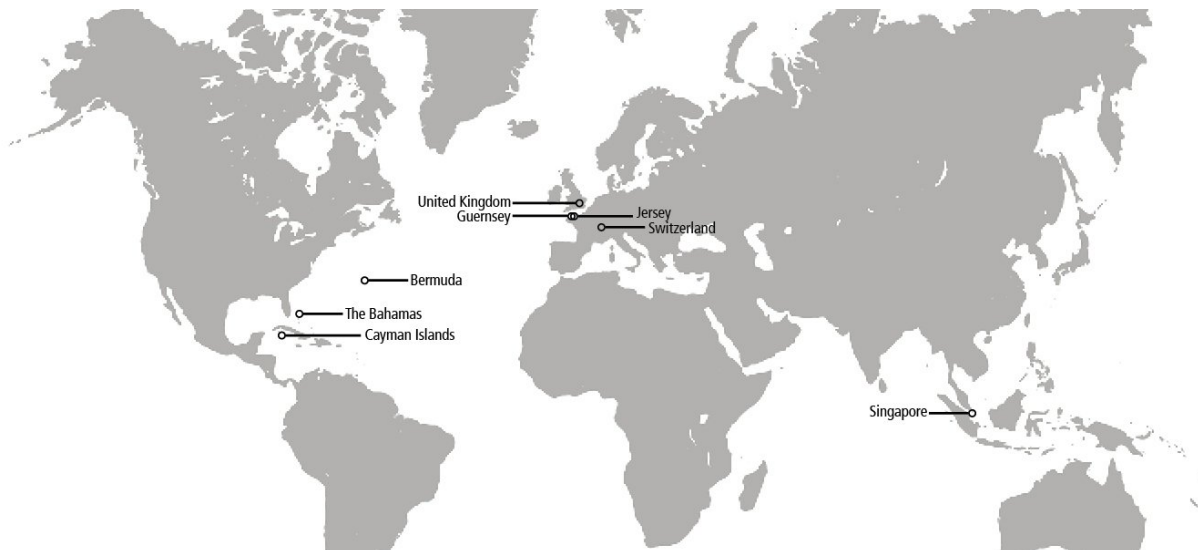 United Kingdom
Guernsey
Jersey
Switzerland
Bermuda
The Bahamas
Cayman Islands
Singapore